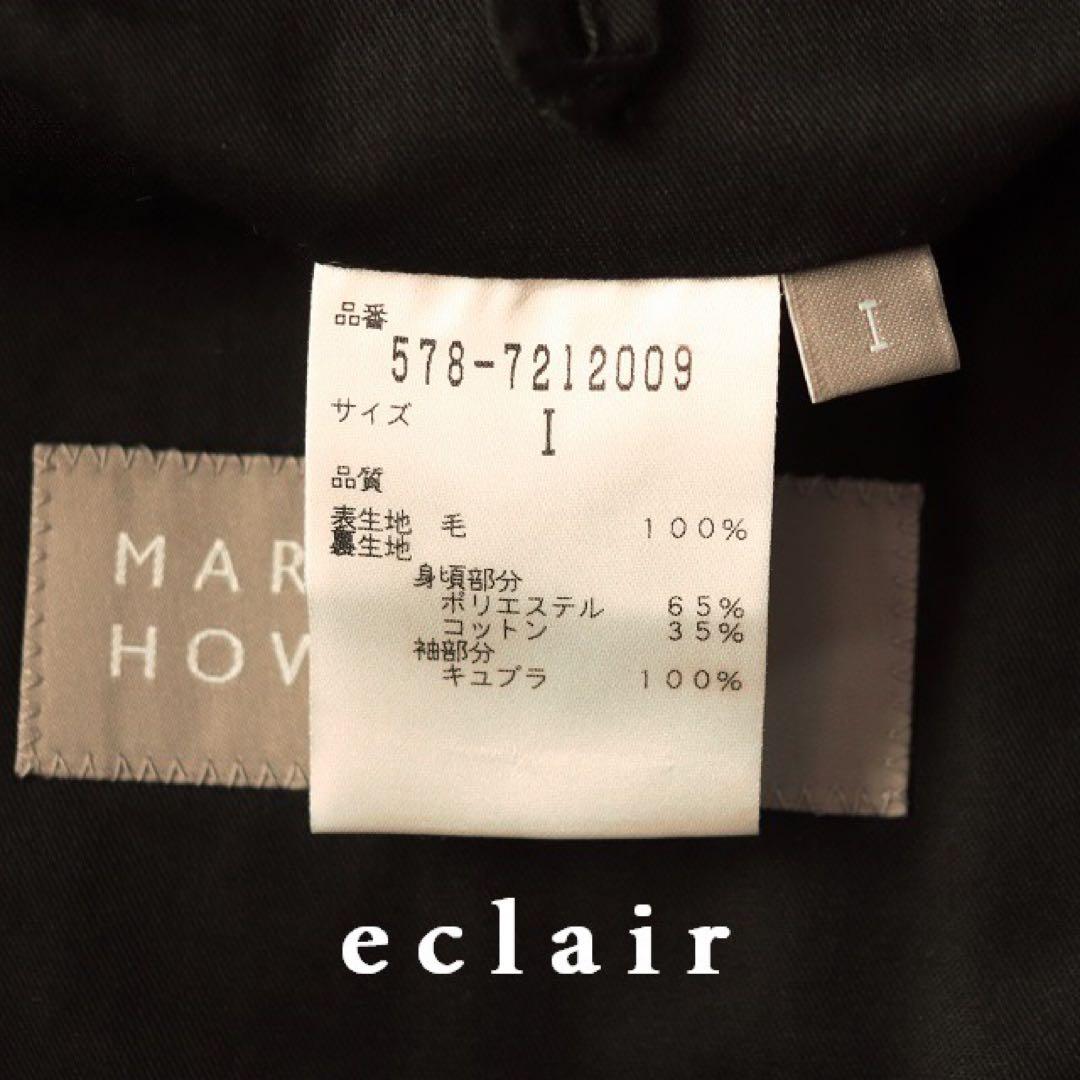 品番
578-7212009
サイズ
I
I
品質
表生地 毛 100%
裏生地
身頃部分
ポリエステル 65%
コットン 35%
袖部分
キュプラ 100%
MAR
HOW
eclair